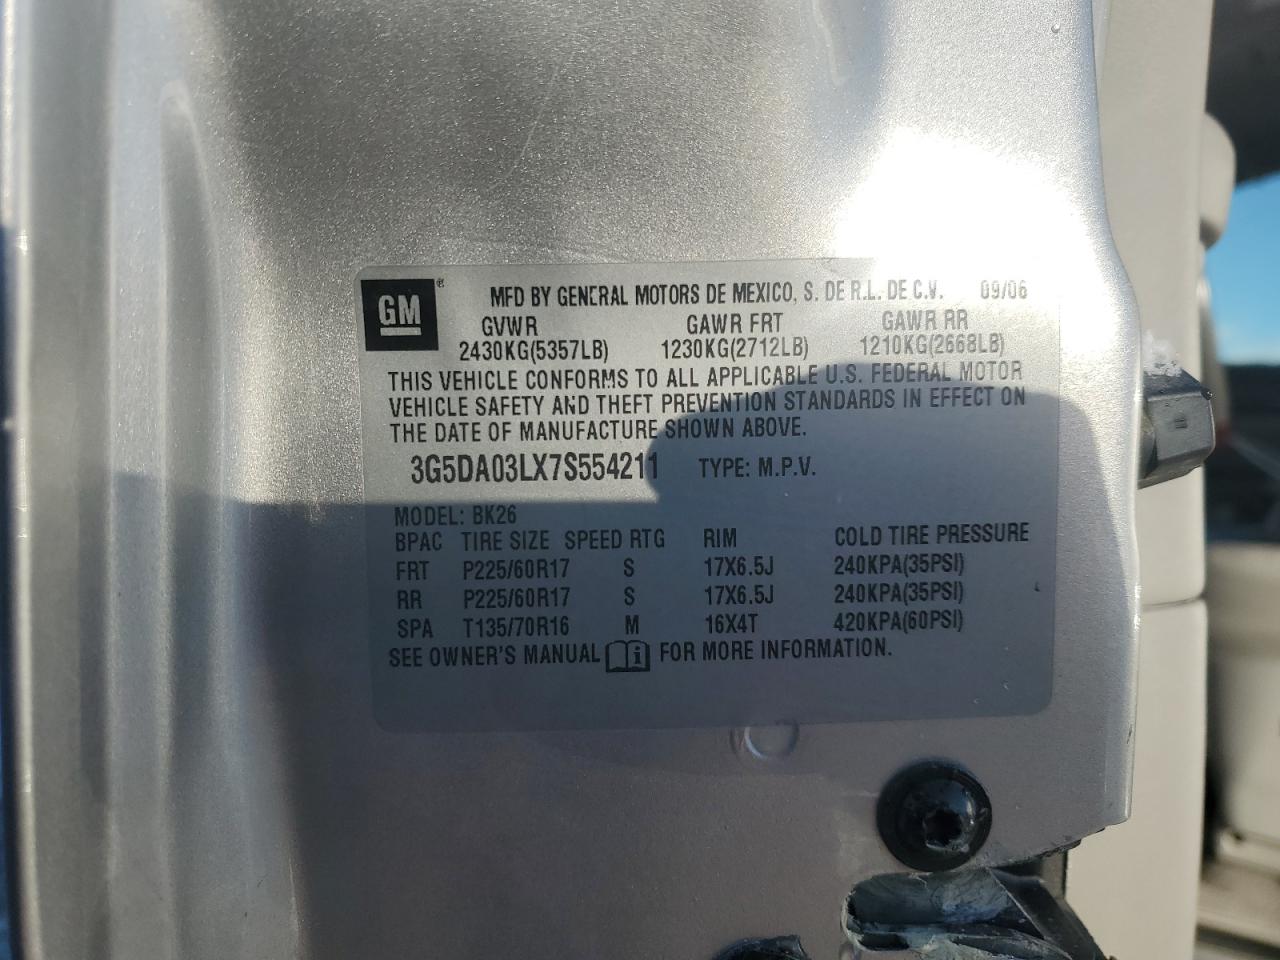 GM ® MFD BY GENERAL MOTORS DE MEXICO, S. DE R.L. DE C.V. 09/06
GVWR GAWR FRT GAWR RR
2430KG(5357LB) 1230KG(2712LB) 1210KG(2668LB)
THIS VEHICLE CONFORMS TO ALL APPLICABLE U.S. FEDERAL MOTOR
VEHICLE SAFETY AND THEFT PREVENTION STANDARDS IN EFFECT ON
THE DATE OF MANUFACTURE SHOWN ABOVE.
3G5DA03LX7S554211 TYPE: M.P.V.
MODEL: BK26
BPAC TIRE SIZE SPEED RTG RIM COLD TIRE PRESSURE
FRT P225/60R17 S 17X6.5J 240KPA(35PSI)
RR P225/60R17 S 17X6.5J 240KPA(35PSI)
SPA T135/70R16 M 16X4T 420KPA(60PSI)
SEE OWNER'S MANUAL i FOR MORE INFORMATION.